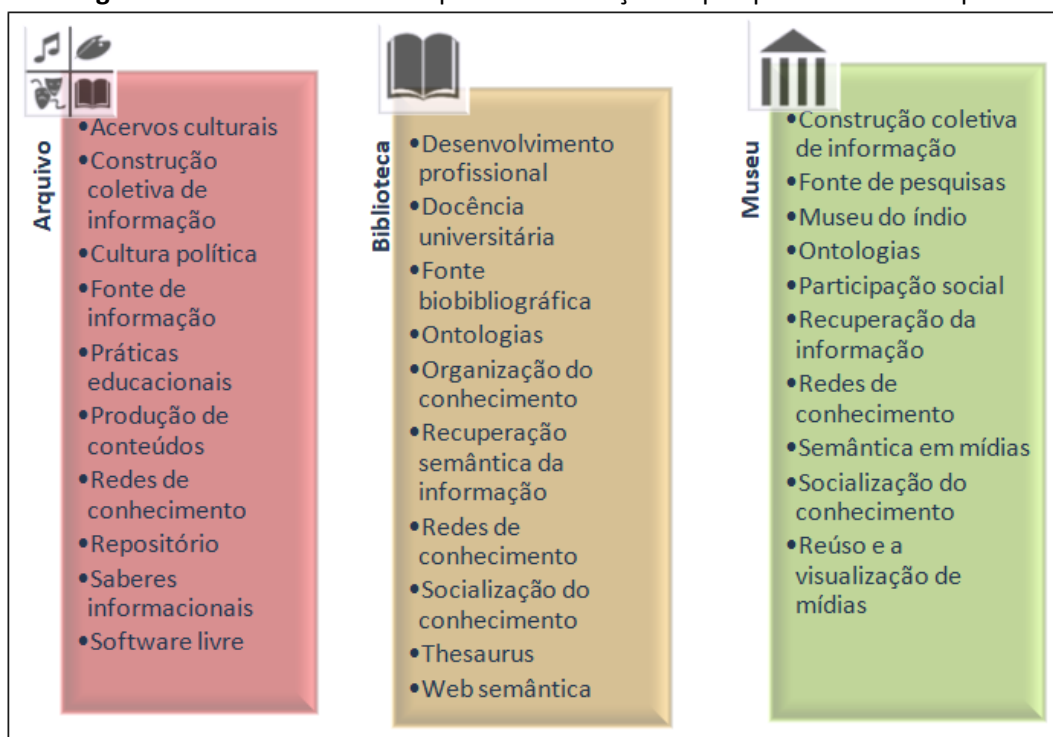 Arquivo
•Acervos culturais
•Construção
coletiva de
informação
•Cultura política
•Fonte de
informação
•Práticas
educacionais
•Produção de
conteúdos
•Redes de
conhecimento
•Repositório
•Saberes
informacionais
•Software livre
Biblioteca
•Desenvolvimento
profissional
•Docência
universitária
•Fonte
biobibliográfica
•Ontologias
•Organização do
conhecimento
•Recuperação
semântica da
informação
•Redes de
conhecimento
•Socialização do
conhecimento
•Thesaurus
•Web semântica
Museu
•Construção coletiva
de informação
•Fonte de pesquisas
•Museu do índio
•Ontologias
•Participação social
•Recuperação da
informação
•Redes de
conhecimento
•Semântica em mídias
•Socialização do
conhecimento
•Reúso e a
visualização de
mídias